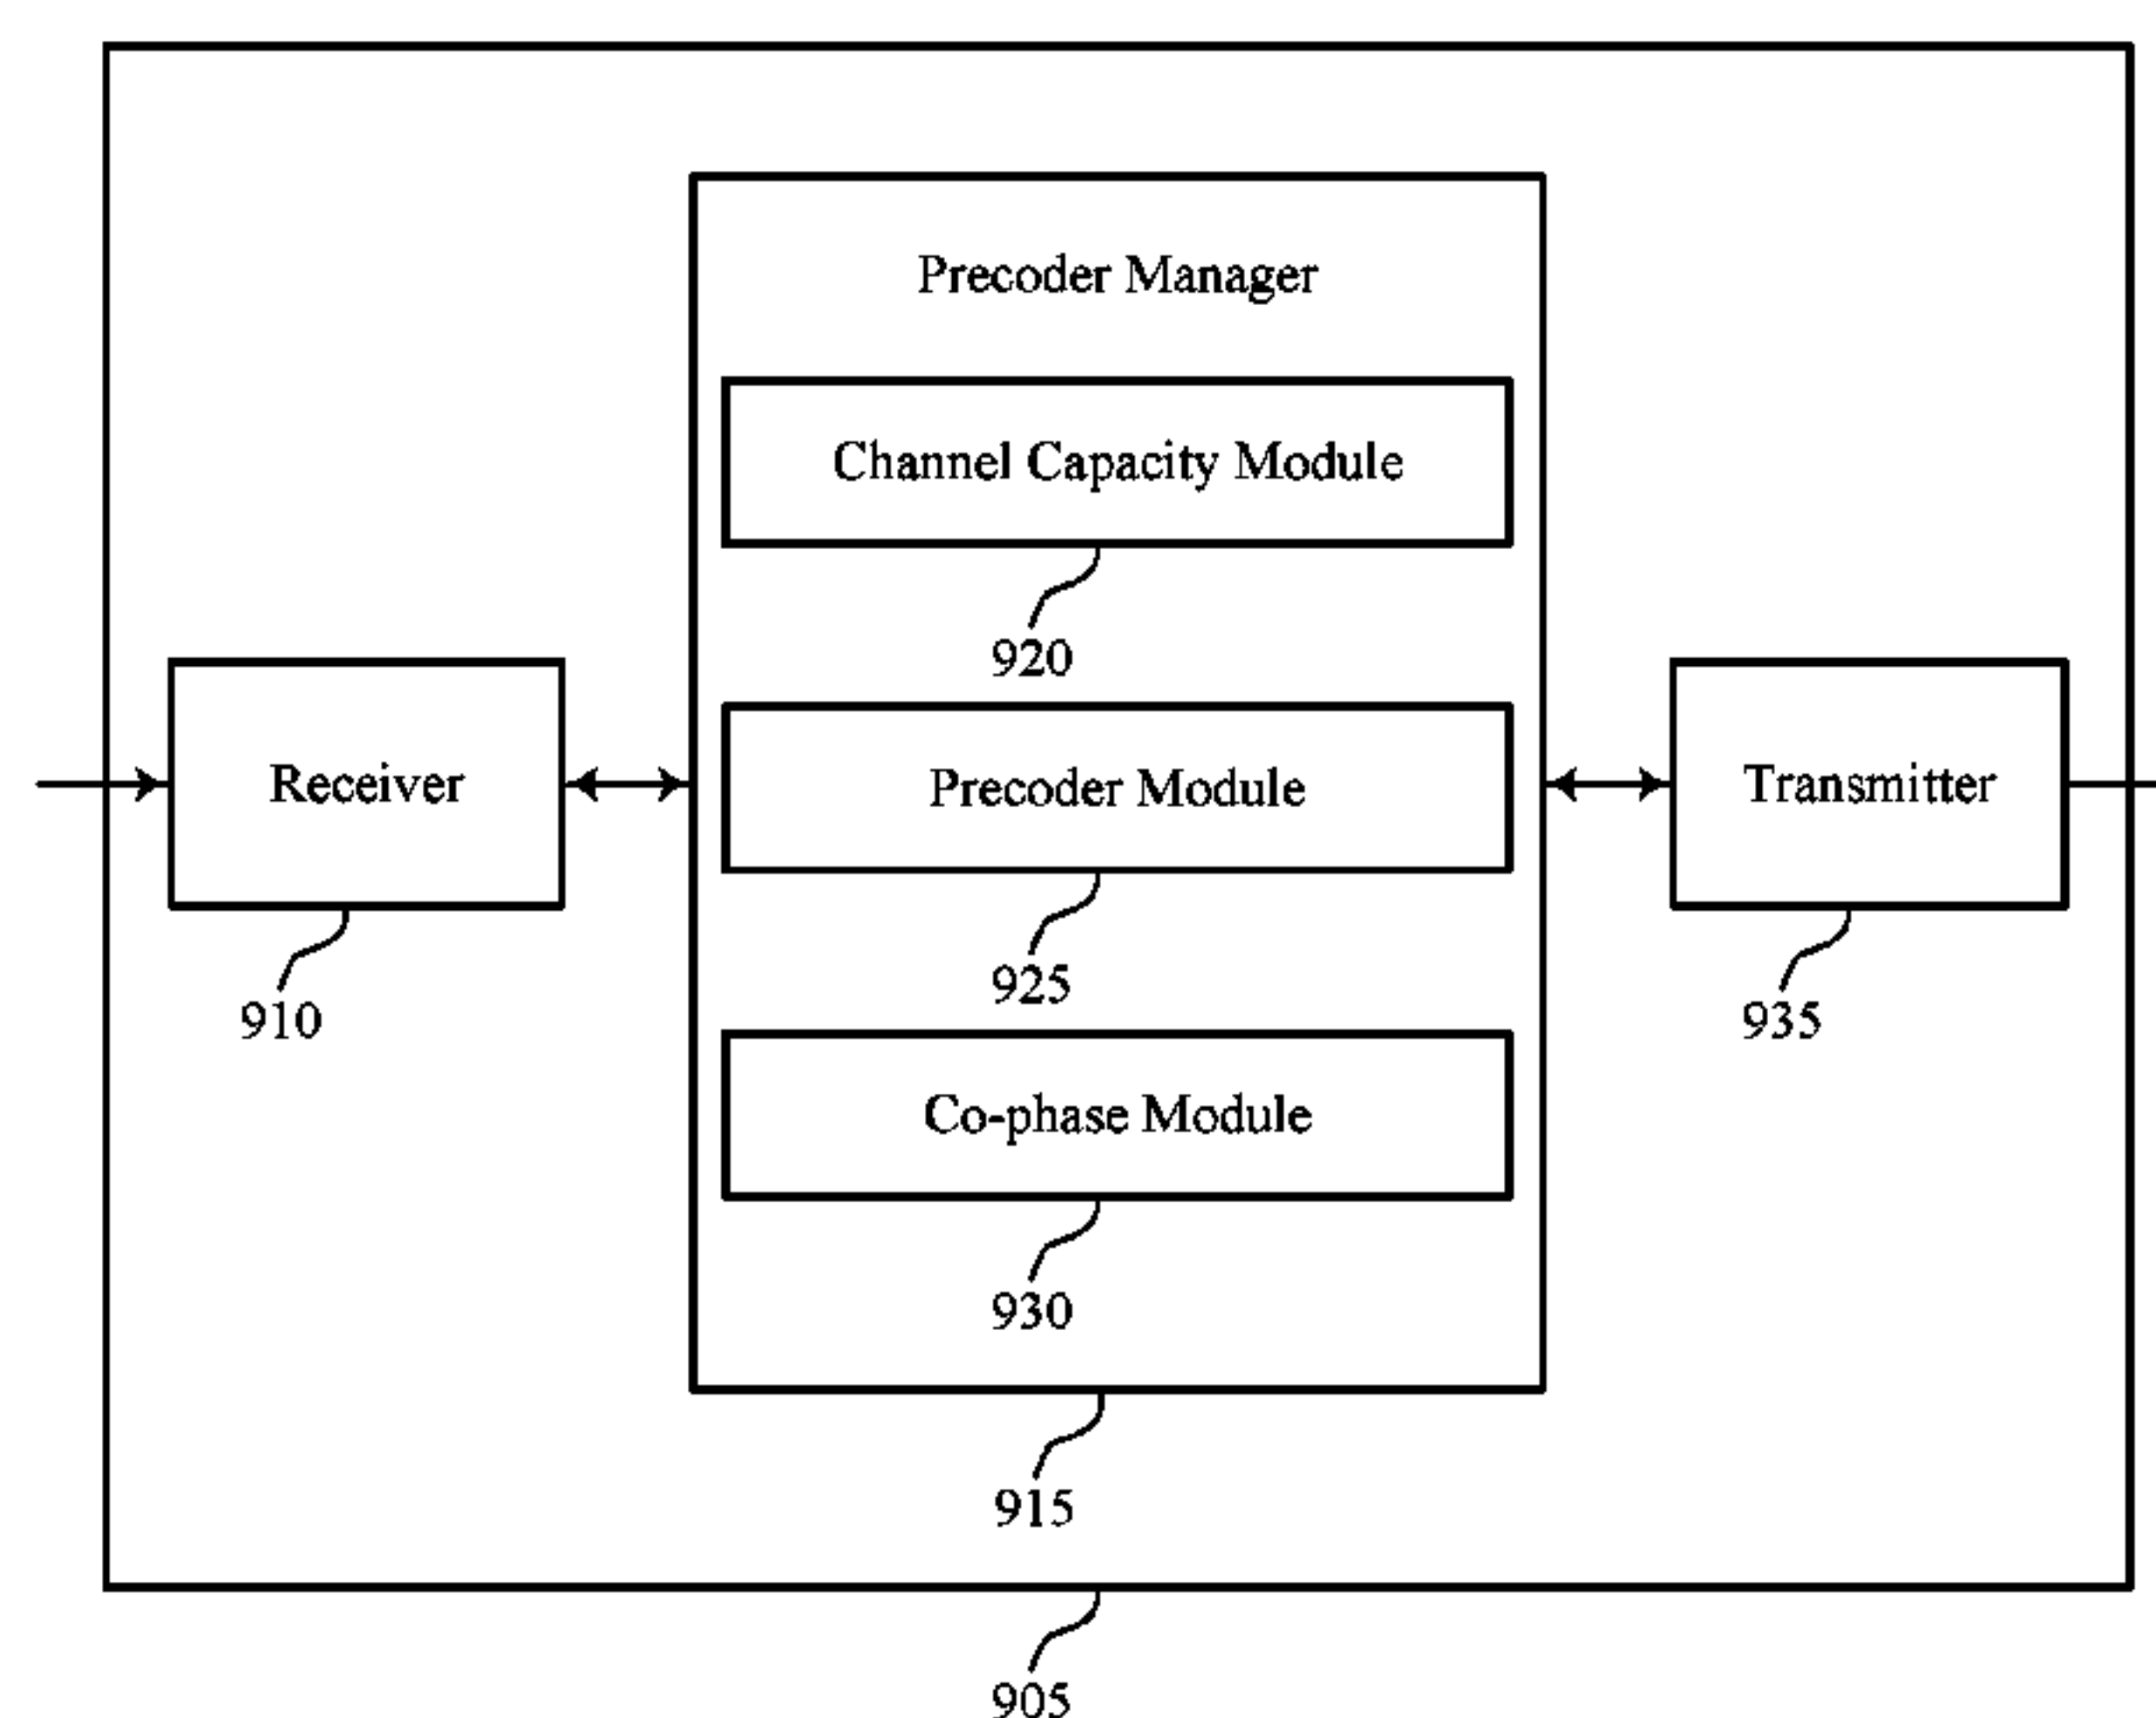 Precoder Manager
Channel Capacity Module
920
Receiver
Precoder Module
Transmitter
925
910
935
Co-phase Module
930
915
905